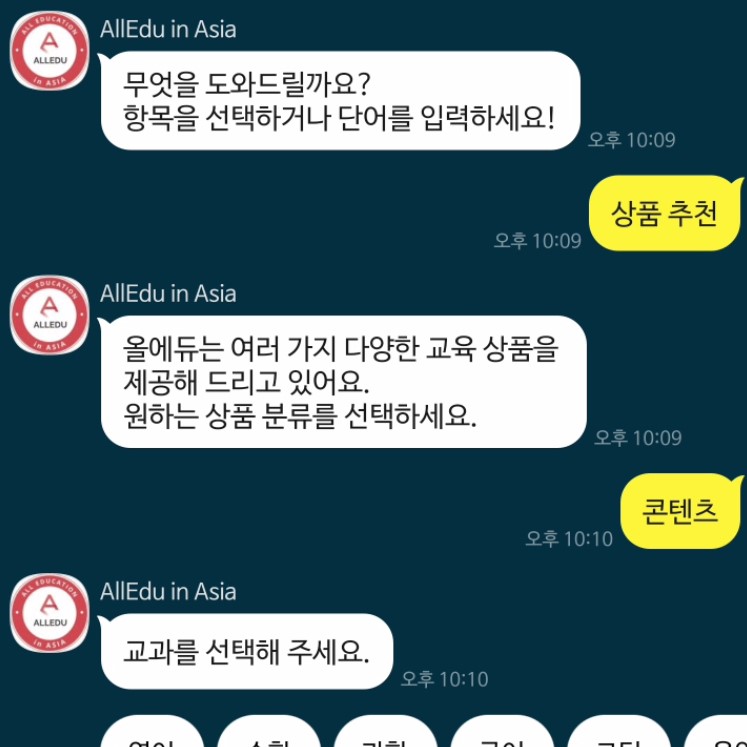 AllEdu in Asia
ALL EDUCATION
ALLEDU
in ASIA
무엇을 도와드릴까요?
항목을 선택하거나 단어를 입력하세요!
오후 10:09
상품 추천
오후 10:09
AllEdu in Asia
ALL EDUCATION
ALLEDU
in ASIA
올에듀는 여러 가지 다양한 교육 상품을
제공해 드리고 있어요.
원하는 상품 분류를 선택하세요.
오후 10:09
콘텐츠
오후 10:10
AllEdu in Asia
ALL EDUCATION
ALLEDU
in ASIA
교과를 선택해 주세요.
오후 10:10